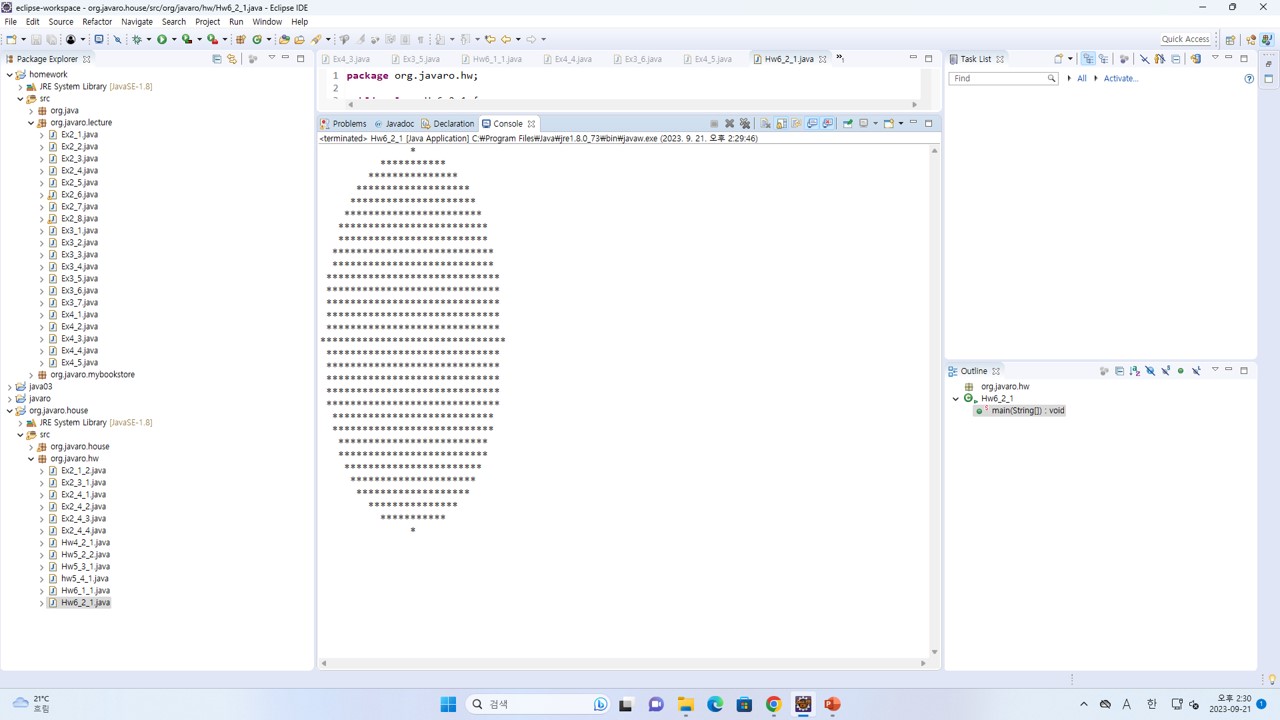 eclipse-workspace - org.javaro.house/src/org/javaro/hw/Hw6_2_1.java - Eclipse IDE
File Edit Source Refactor Navigate Search Project Run Window Help
Quick Access
Package Explorer
homework
JRE System Library [JavaSE-1.8]
src
org.java
org.javaro.lecture
Ex2_1.java
Ex2_2.java
Ex2_3.java
Ex2_4.java
Ex2_5.java
Ex2_6.java
Ex2_7.java
Ex2_8.java
Ex3_1.java
Ex3_2.java
Ex3_3.java
Ex3_4.java
Ex3_5.java
Ex3_6.java
Ex3_7.java
Ex4_1.java
Ex4_2.java
Ex4_3.java
Ex4_4.java
Ex4_5.java
org.javaro.mybookstore
java03
javaro
org.javaro.house
JRE System Library [JavaSE-1.8]
src
org.javaro.house
org.javaro.hw
Ex2_1_2.java
Ex2_3_1.java
Ex2_4_1.java
Ex2_4_2.java
Ex2_4_3.java
Ex2_4_4.java
Hw4_2_1.java
Hw5_2_2.java
Hw5_3_1.java
hw5_4_1.java
Hw6_1_1.java
Hw6_2_1.java
Ex4_3.java Ex3_5.java Ex3_6.java Ex4_5.java Hw6_2_1.java
1 package org.javaro.hw;
2
Problems Javadoc Declaration Console
<terminated> Hw6_2_1 [Java Application] C:₩Program Files₩Java₩jre1.8.0_73₩bin₩javaw.exe (2023. 9. 21. 오후 2:29:46)
*
***********
***************
*******************
*********************
***********************
*************************
*************************
***************************
***************************
*****************************
*****************************
*****************************
*****************************
*****************************
*******************************
*****************************
*****************************
*****************************
*****************************
*****************************
***************************
***************************
*************************
*************************
***********************
*********************
*******************
***************
***********
*
Task List
Find All Activate...
Outline
org.javaro.hw
Hw6_2_1
main(String[]) : void
21℃
흐림
검색
A 한
오후 2:30
2023-09-21